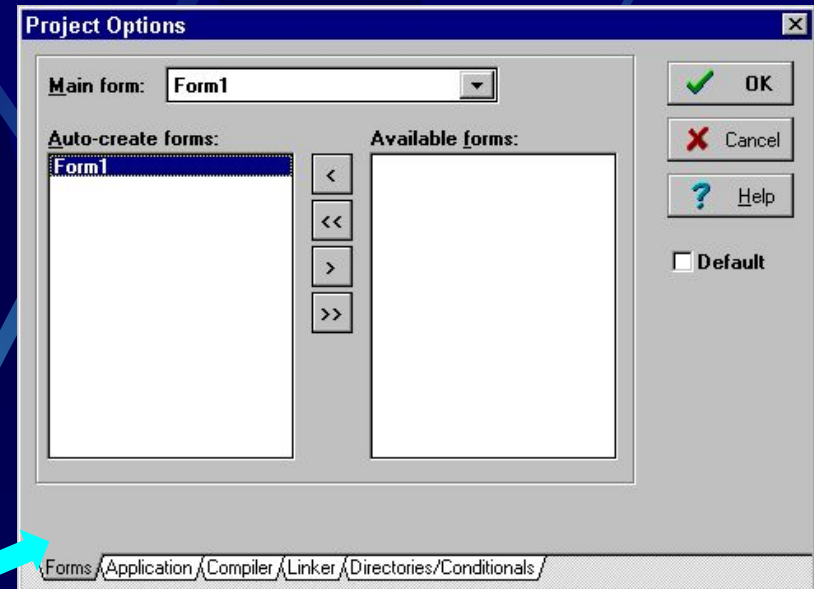 Project Options
Main form: Form1
Auto-create forms:
Form1
<
<<
>
>>
Available forms:
OK
Cancel
? Help
Default
Forms Application Compiler Linker Directories/Conditionals